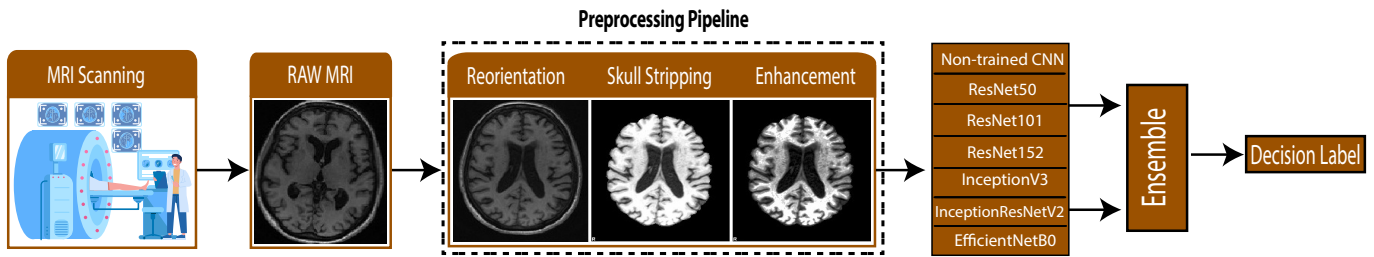 Preprocessing Pipeline
MRI Scanning
RAW MRI
Reorientation
Skull Stripping
Enhancement
R
R
Non-trained CNN
ResNet50
ResNet101
ResNet152
InceptionV3
InceptionResNetV2
EfficientNetB0
Ensemble
Decision Label